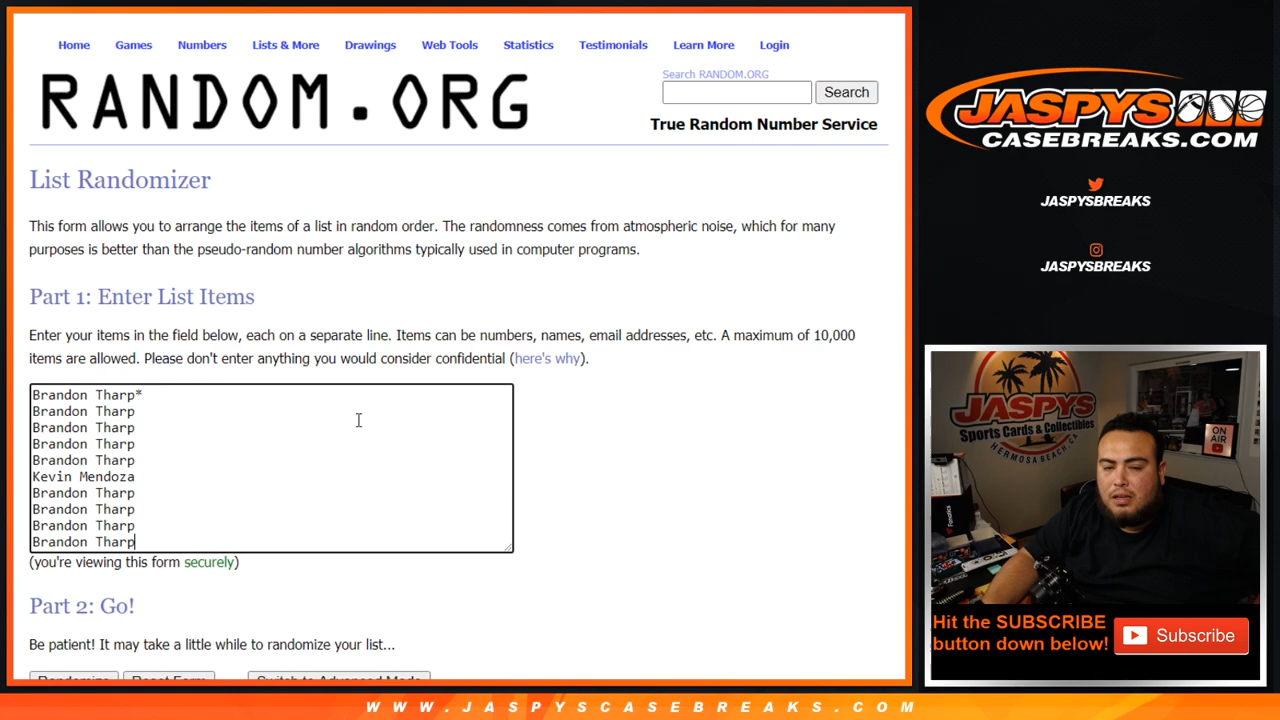 Home Games Numbers Lists & More Drawings Web Tools Statistics Testimonials Learn More Login
RANDOM.ORG
Search RANDOM.ORG
Search
True Random Number Service
List Randomizer
This form allows you to arrange the items of a list in random order. The randomness comes from atmospheric noise, which for many
purposes is better than the pseudo-random number algorithms typically used in computer programs.
Part 1: Enter List Items
Enter your items in the field below, each on a separate line. Items can be numbers, names, email addresses, etc. A maximum of 10,000
items are allowed. Please don't enter anything you would consider confidential (here's why).
Brandon Tharp*
Brandon Tharp
Brandon Tharp
Brandon Tharp
Brandon Tharp
Kevin Mendoza
Brandon Tharp
Brandon Tharp
Brandon Tharp
Brandon Tharp
(you're viewing this form securely)
Part 2: Go!
Be patient! It may take a little while to randomize your list...
Randomize Reset Form Switch to Advanced Mode
JASPYS
CASEBREAKS.COM
JASPYSBREAKS
JASPYSBREAKS
JASPYS
Sports Cards & Collectibles
HERMOSA BEACH, CA
ON
AIR
Fanatics
Hit the SUBSCRIBE
button down below!
Subscribe
WWW.JASPYSCASEBREAKS.COM